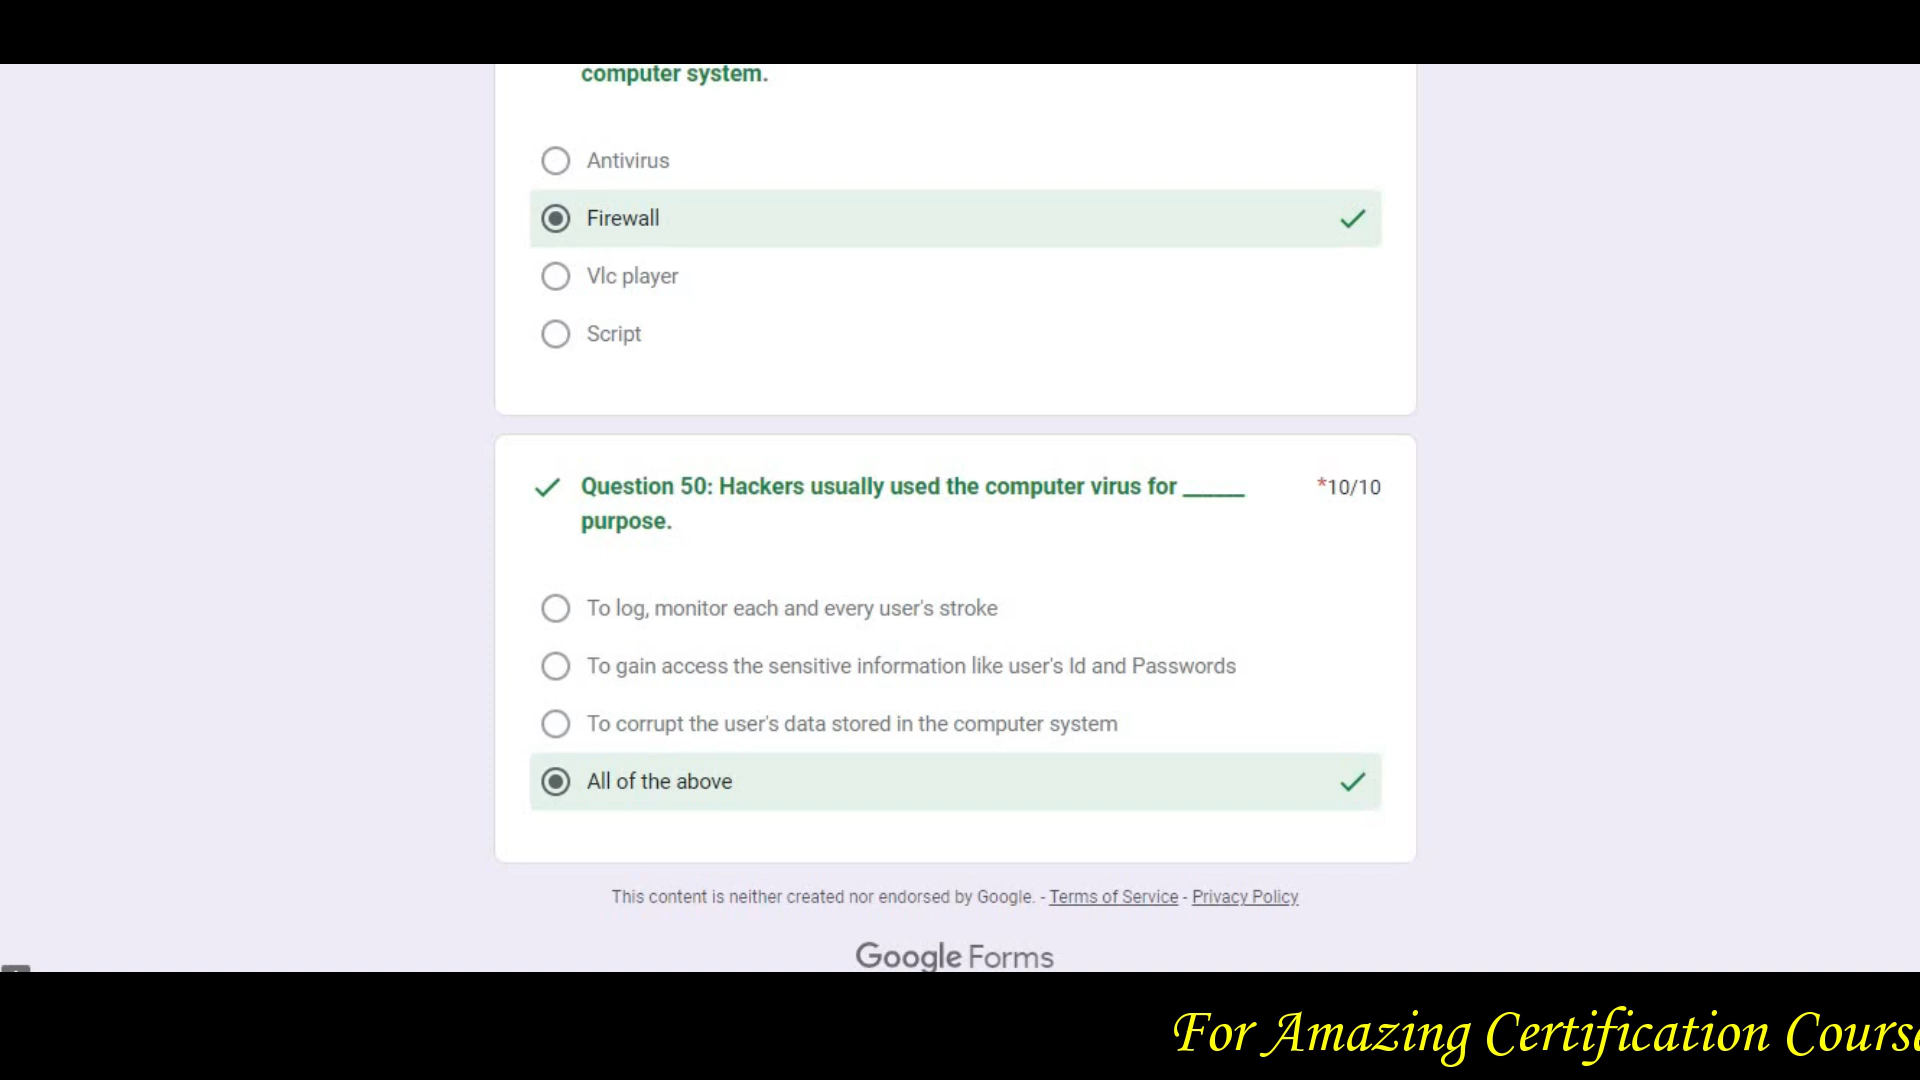 computer system.
Antivirus
Firewall
Vlc player
Script
Question 50: Hackers usually used the computer virus for ______
purpose.
*10/10
To log, monitor each and every user's stroke
To gain access the sensitive information like user's Id and Passwords
To corrupt the user's data stored in the computer system
All of the above
This content is neither created nor endorsed by Google. - Terms of Service - Privacy Policy
Google Forms
For Amazing Certification